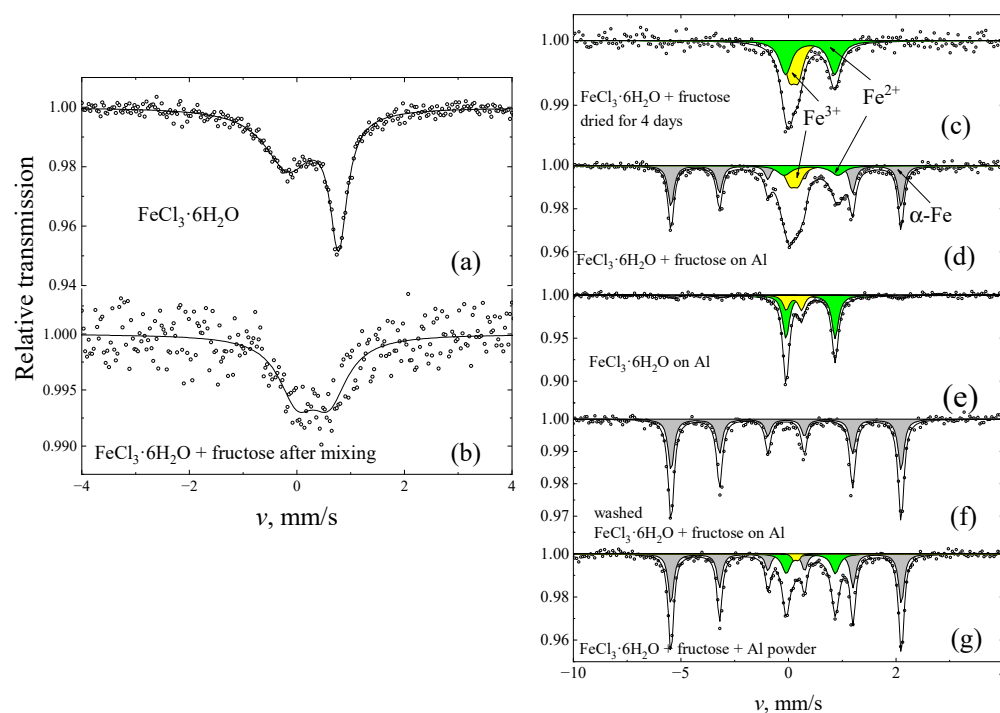 1.00
0.98
FeCl3·6H2O
0.96
(a)
0.94
Relative transmission
1.000
0.995
0.990
FeCl3·6H2O + fructose after mixing
(b)
−4 −2 0 2 4
v, mm/s
1.00
0.99
FeCl3·6H2O + fructose
dried for 4 days
Fe3+
Fe2+
(c)
1.00
0.98
α-Fe
0.96
FeCl3·6H2O + fructose on Al
(d)
1.00
0.95
FeCl3·6H2O on Al
0.90
(e)
1.00
0.99
0.98
0.97
washed
FeCl3·6H2O + fructose on Al
(f)
1.00
0.98
0.96
FeCl3·6H2O + fructose + Al powder
(g)
−10 −5 0 2
v, mm/s